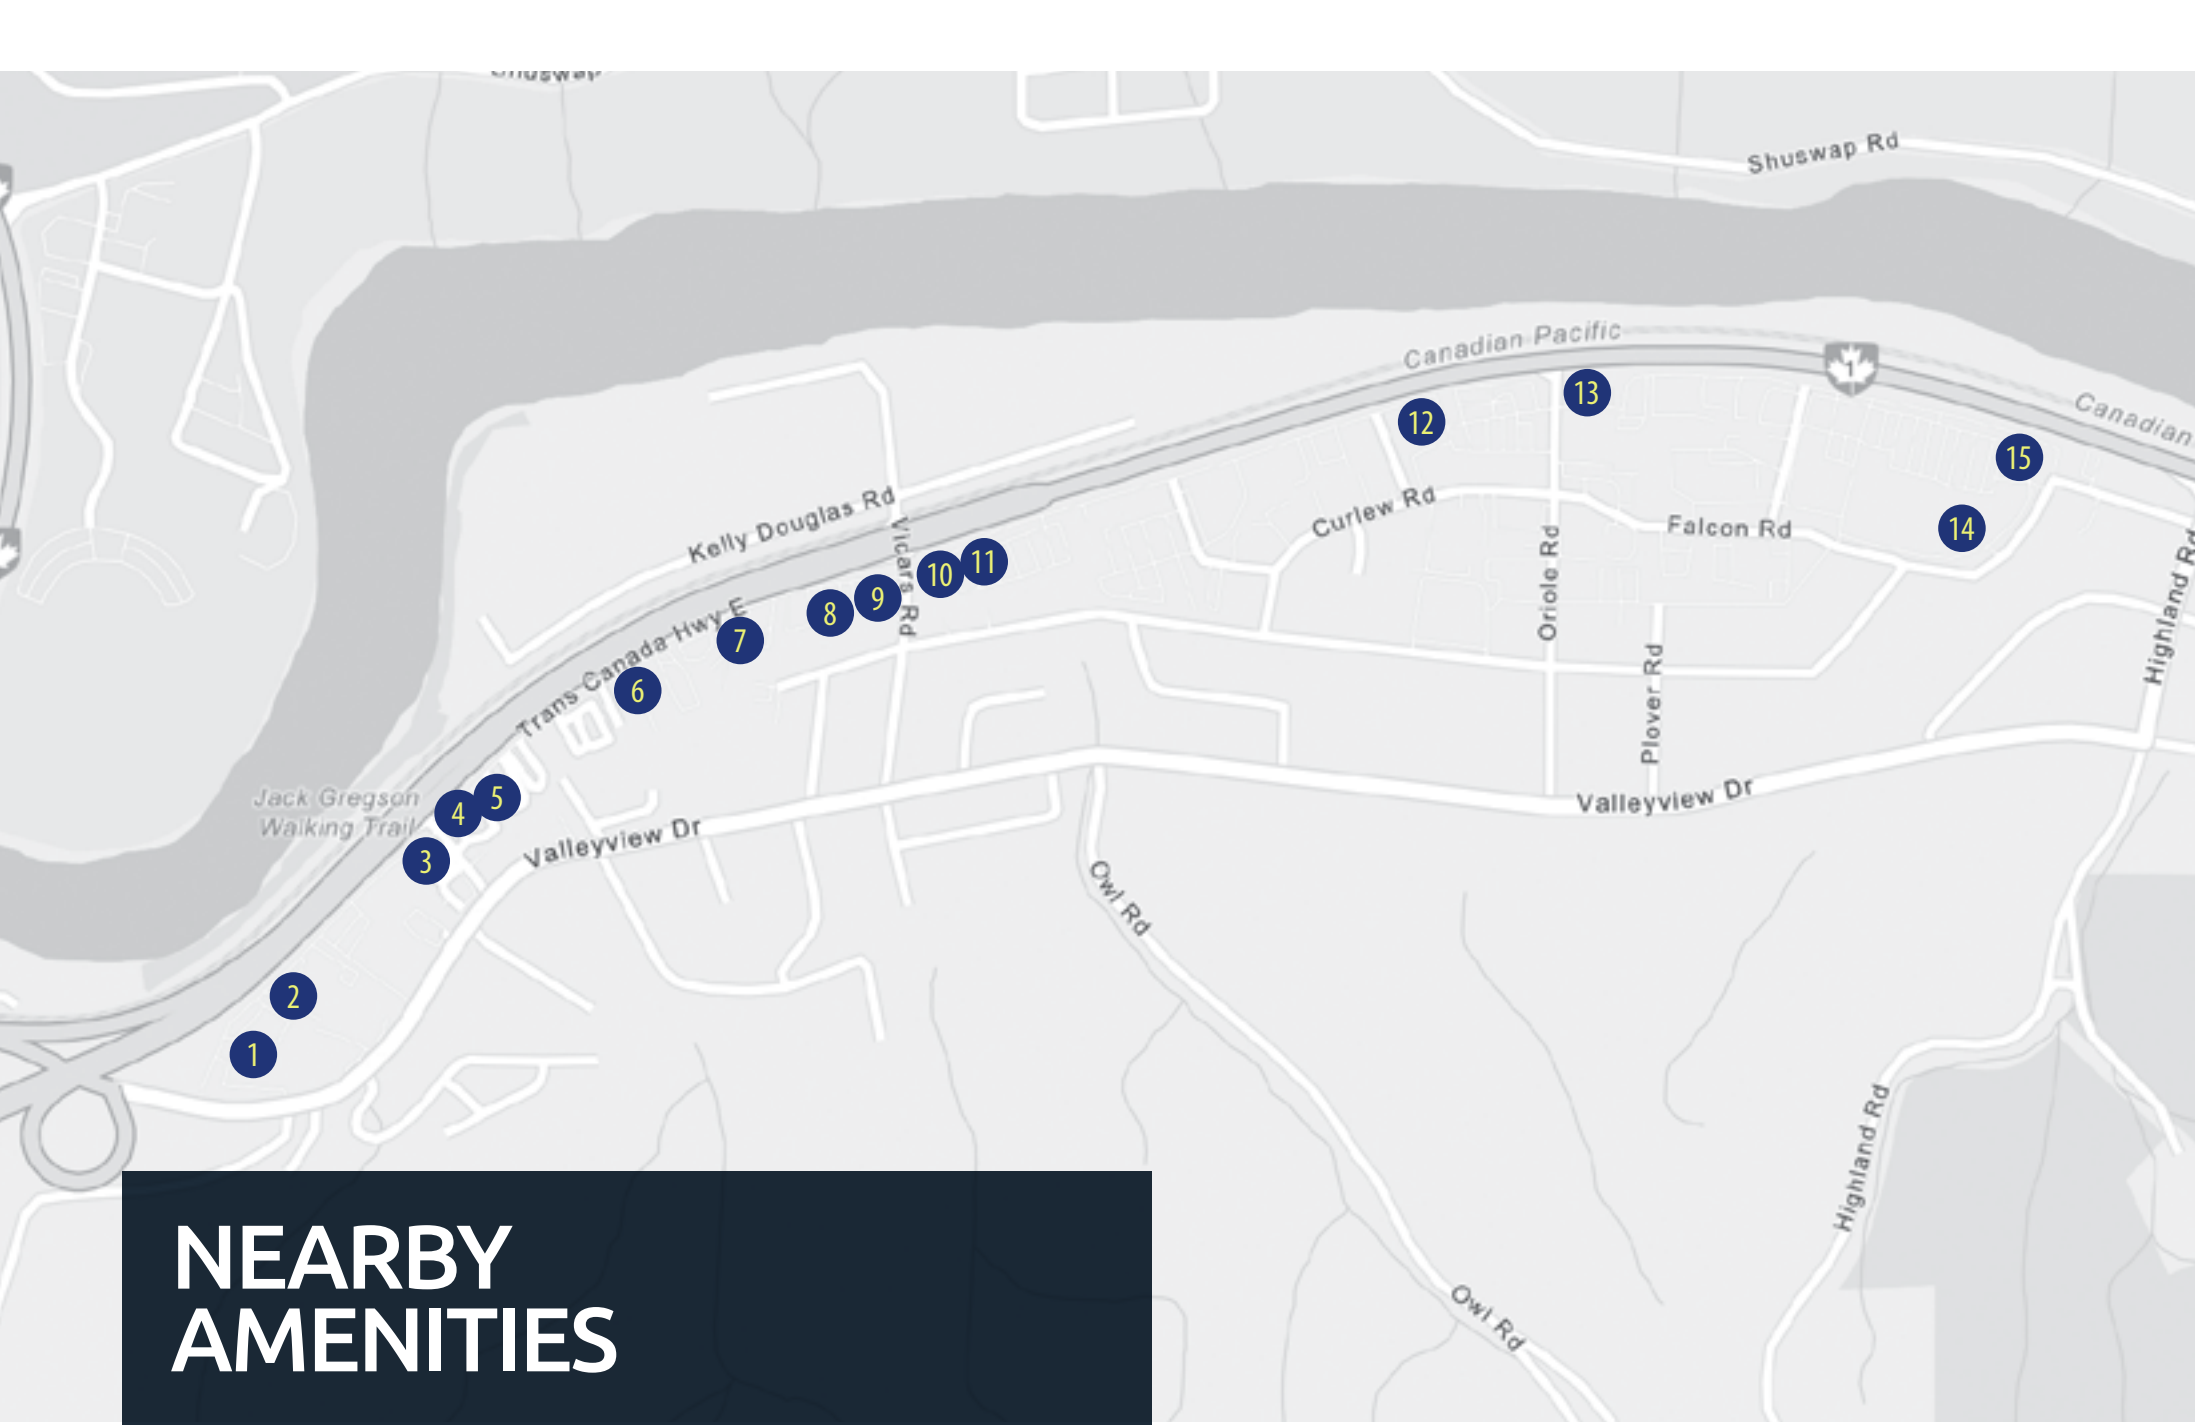 Shuswap
Shuswap Rd
Canadian Pacific
1
Canadian
13
12
15
14
Curlew Rd
Falcon Rd
Kelly Douglas Rd
Vicars Rd
Oriole Rd
Highland Rd
11
10
9
8
7
Trans Canada Hwy E
6
Plover Rd
Jack Gregson
Walking Trail
5
4
3
Valleyview Dr
Valleyview Dr
Owl Rd
2
1
Highland Rd
Owl Rd
NEARBY
AMENITIES